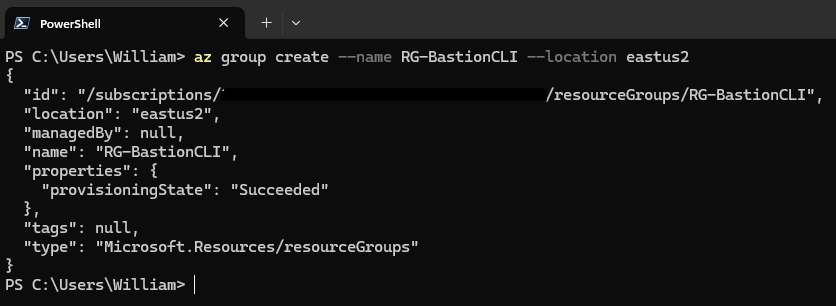 PowerShell
PS C:\Users\William> az group create --name RG-BastionCLI --location eastus2
{
  "id": "/subscriptions/ /resourceGroups/RG-BastionCLI",
  "location": "eastus2",
  "managedBy": null,
  "name": "RG-BastionCLI",
  "properties": {
    "provisioningState": "Succeeded"
  },
  "tags": null,
  "type": "Microsoft.Resources/resourceGroups"
}
PS C:\Users\William>